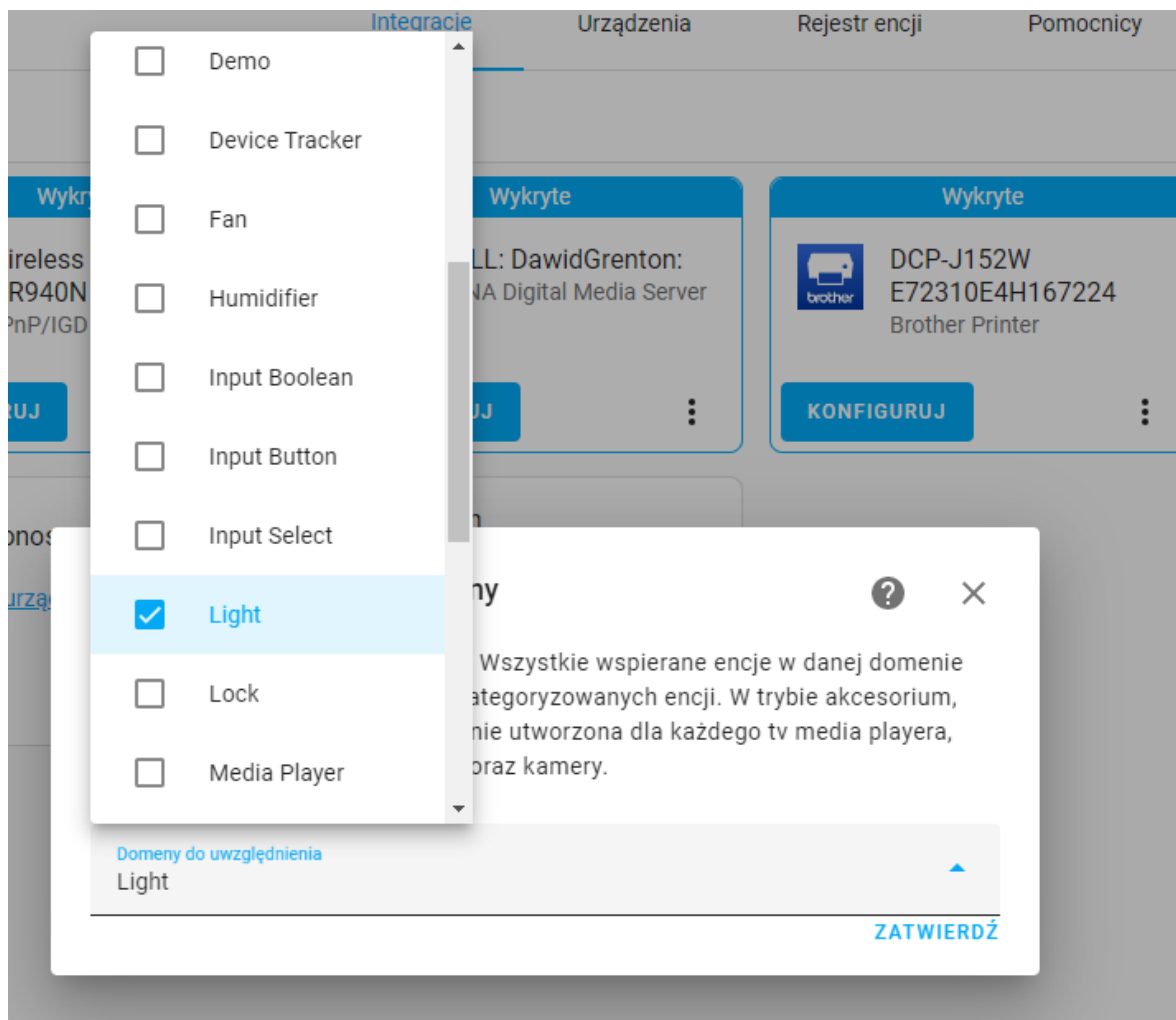 Integracje
Urządzenia
Rejestr encji
Pomocnicy
Demo
Device Tracker
Fan
Humidifier
Input Boolean
Input Button
Input Select
Light
Lock
Media Player
Wykryte
R940N
PnP/IGD
Wykryte
LL: DawidGrenton:
NA Digital Media Server
Wykryte
brother
DCP-J152W
E72310E4H167224
Brother Printer
KONFIGURUJ
ny
Wszystkie wspierane encje w danej domenie
ategoryzowanych encji. W trybie akcesorium,
nie utworzona dla każdego tv media playera,
oraz kamery.
Domeny do uwzględnienia
Light
ZATWIERDŹ